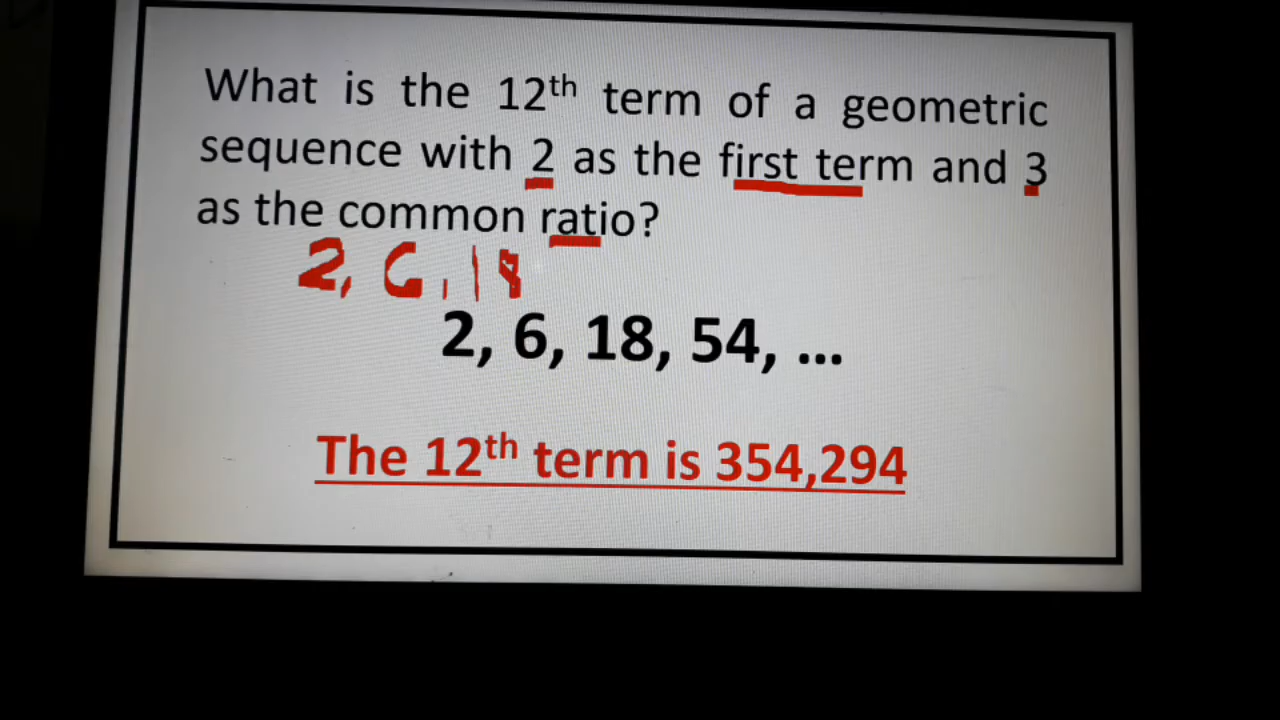 What is the 12th term of a geometric
sequence with 2 as the first term and 3
as the common ratio?
2, 6, 18
2, 6, 18, 54, ...
The 12th term is 354,294